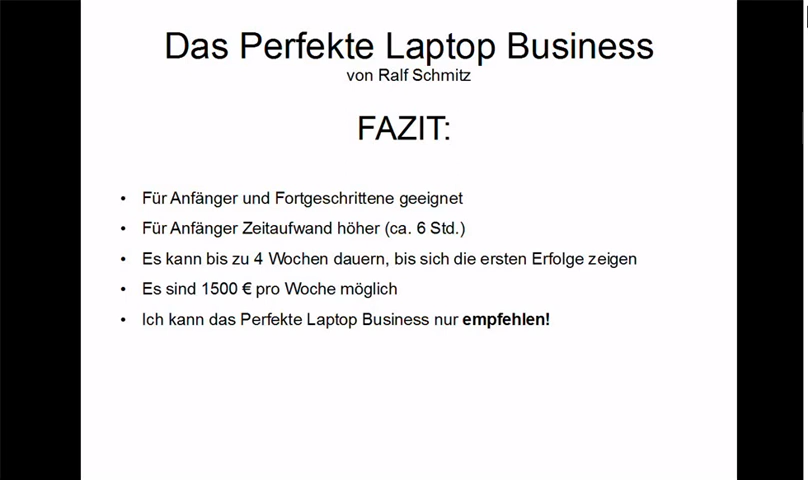 Das Perfekte Laptop Business
von Ralf Schmitz
FAZIT:
• Für Anfänger und Fortgeschrittene geeignet
• Für Anfänger Zeitaufwand höher (ca. 6 Std.)
• Es kann bis zu 4 Wochen dauern, bis sich die ersten Erfolge zeigen
• Es sind 1500 € pro Woche möglich
• Ich kann das Perfekte Laptop Business nur empfehlen!